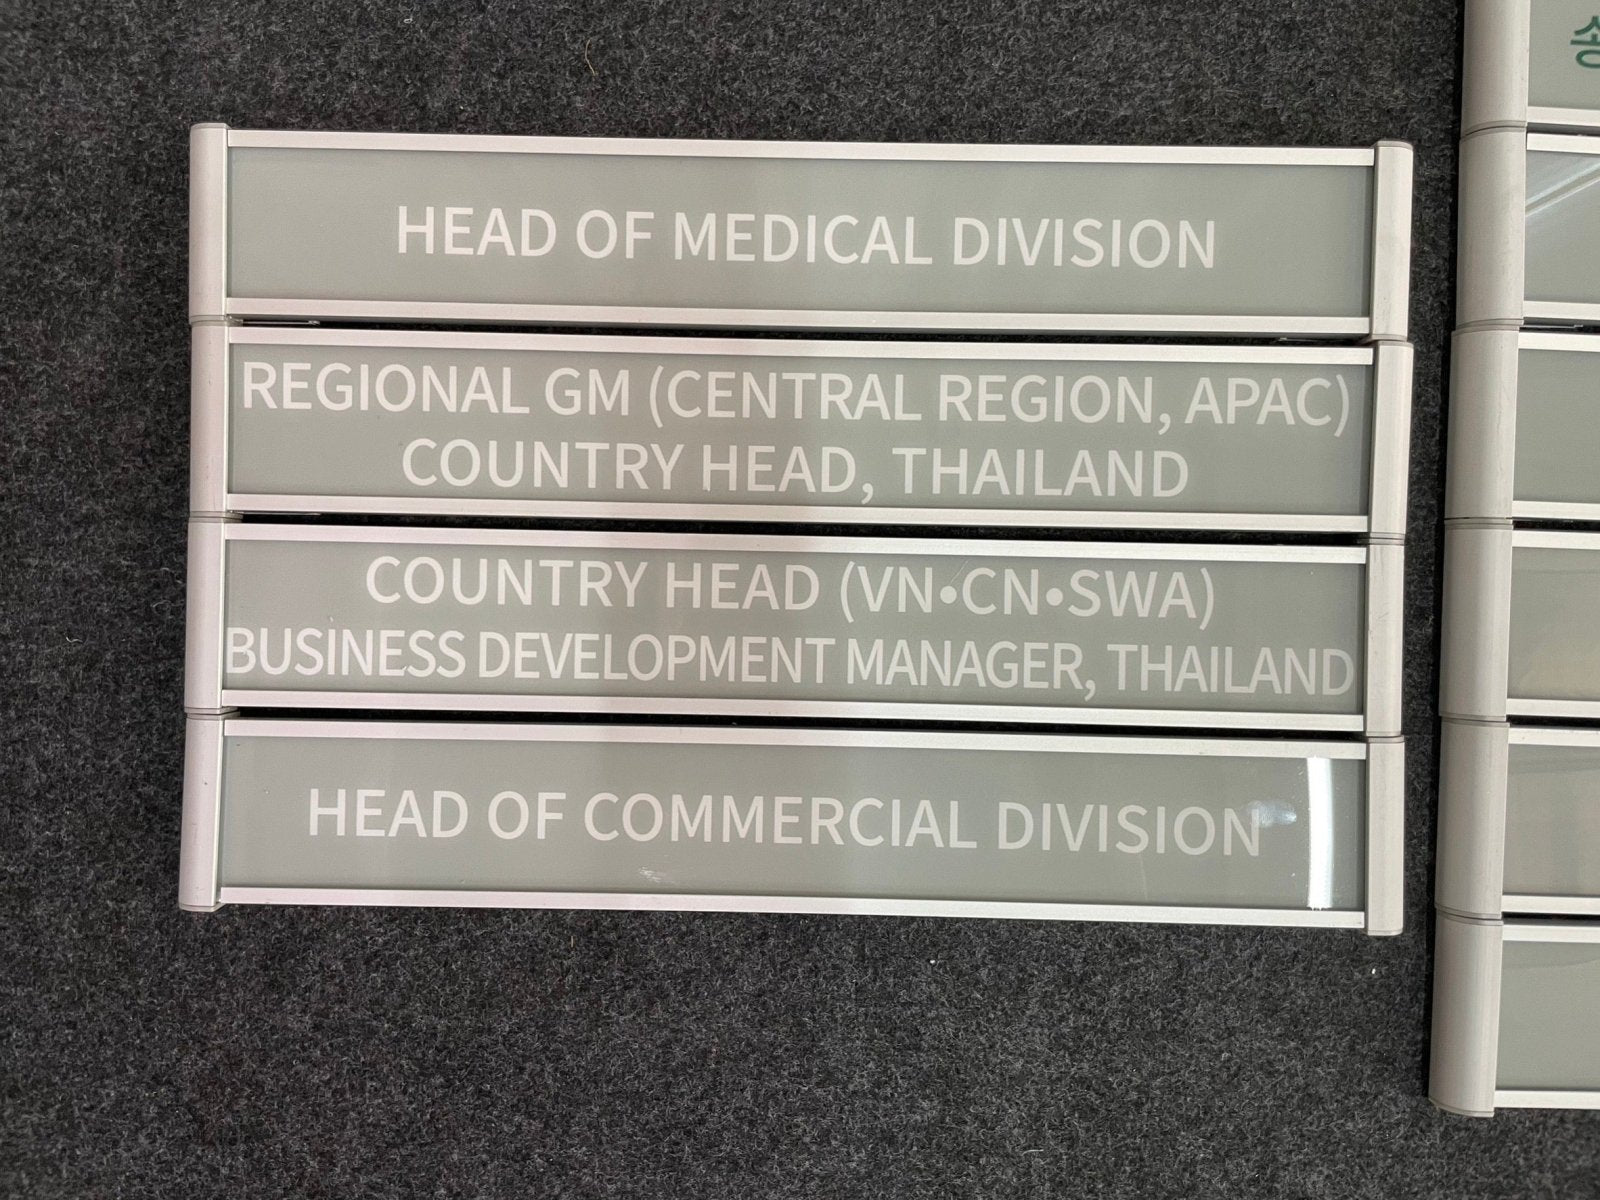 HEAD OF MEDICAL DIVISION
REGIONAL GM (CENTRAL REGION, APAC)
COUNTRY HEAD, THAILAND
COUNTRY HEAD (VN•CN•SWA)
BUSINESS DEVELOPMENT MANAGER, THAILAND
HEAD OF COMMERCIAL DIVISION